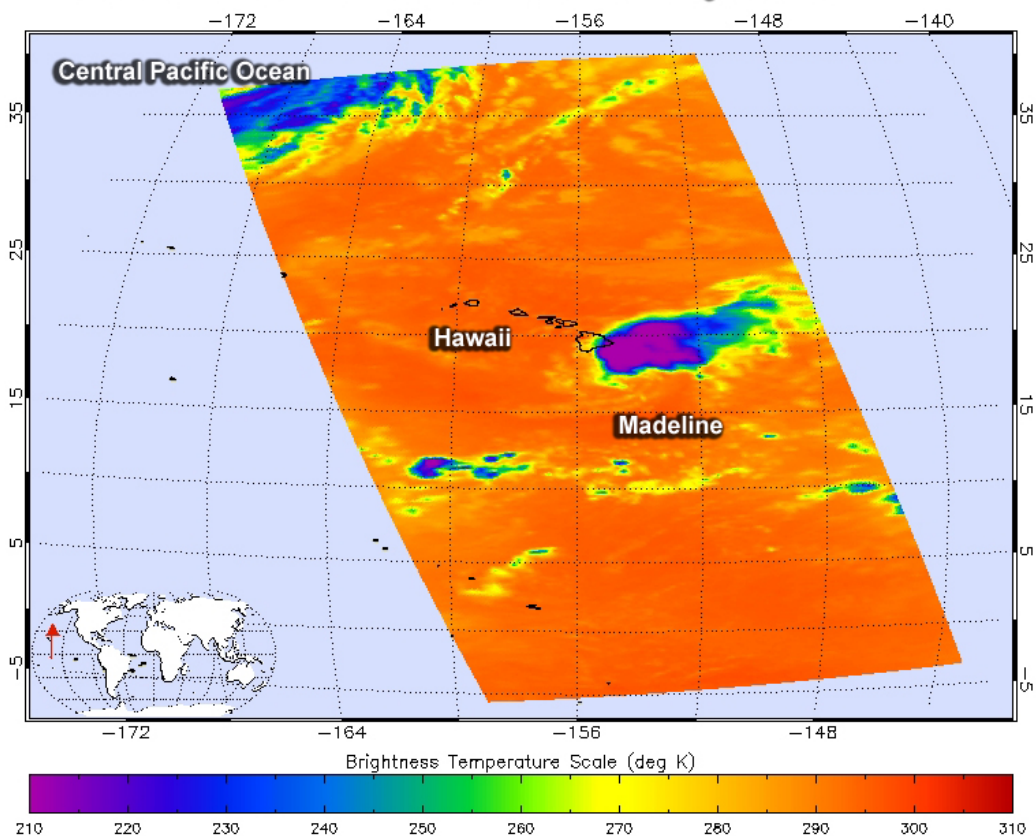 −172 −164 −156 −148 −140
Central Pacific Ocean
35 35
25 25
Hawaii
15 15
Madeline
5 5
−5 −5
−172 −164 −156 −148
Brightness Temperature Scale (deg K)
210 220 230 240 250 260 270 280 290 300 310